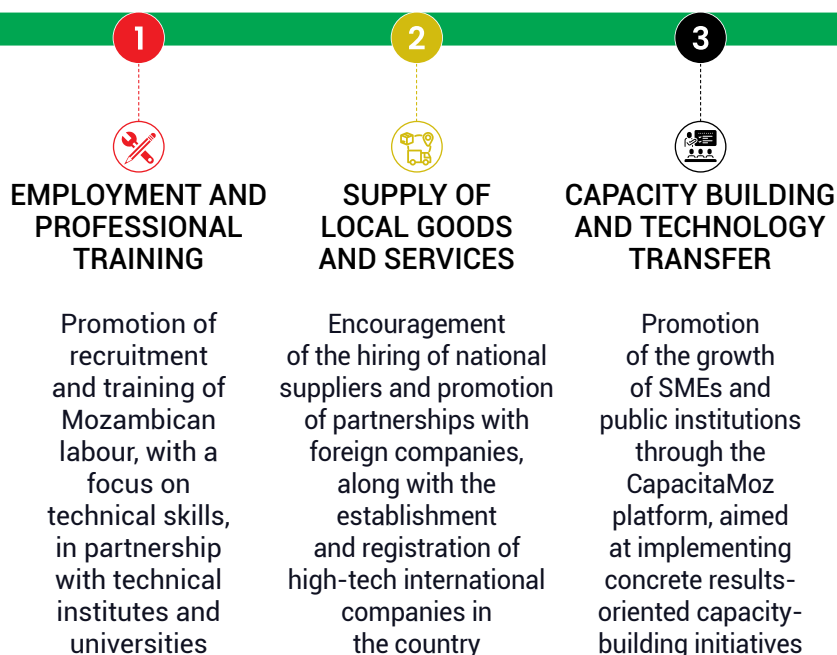 1
EMPLOYMENT AND
PROFESSIONAL
TRAINING
Promotion of
recruitment
and training of
Mozambican
labour, with a
focus on
technical skills,
in partnership
with technical
institutes and
universities
2
SUPPLY OF
LOCAL GOODS
AND SERVICES
Encouragement
of the hiring of national
suppliers and promotion
of partnerships with
foreign companies,
along with the
establishment
and registration of
high-tech international
companies in
the country
3
CAPACITY BUILDING
AND TECHNOLOGY
TRANSFER
Promotion
of the growth
of SMEs and
public institutions
through the
CapacitaMoz
platform, aimed
at implementing
concrete results-
oriented capacity-
building initiatives